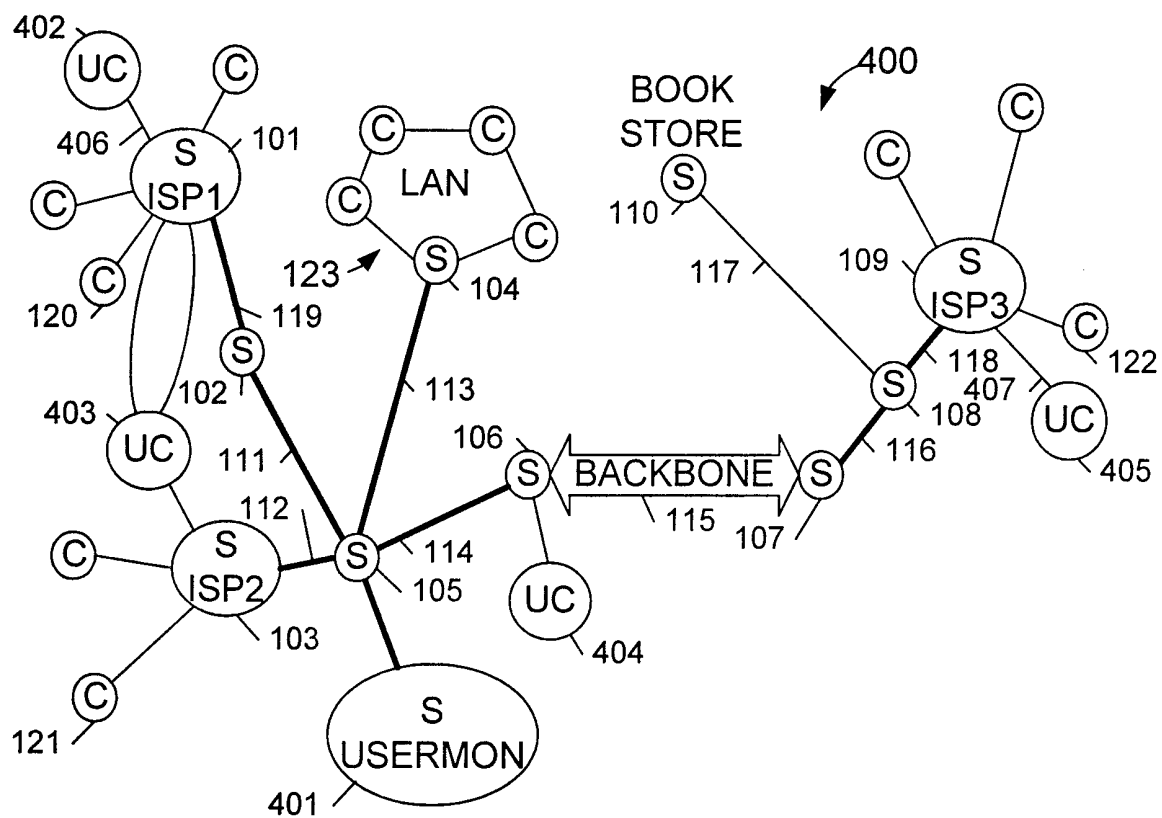 402
UC
C
406
S
101
ISP1
C
C
120
119
S
102
403
UC
111
C
C
LAN
C
C
123
S
104
113
BOOK
STORE
400
S
110
117
C
C
109
S
ISP3
C
122
118
407
S
108
UC
405
116
106
S
BACKBONE
S
115
107
112
114
S
105
C
S
ISP2
103
UC
404
C
121
S
USERMON
401